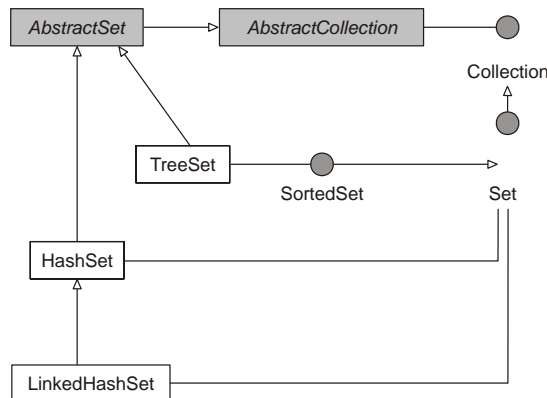 AbstractSet
AbstractCollection
Collection
TreeSet
SortedSet
Set
HashSet
LinkedHashSet